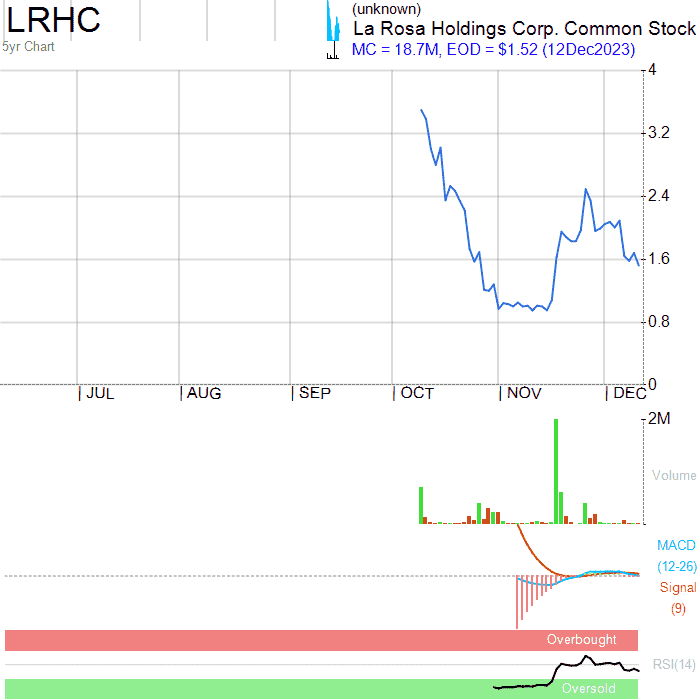 LRHC
(unknown)
La Rosa Holdings Corp. Common Stock
5yr Chart
MC = 18.7M, EOD = $1.52 (12Dec2023)
4
3.2
2.4
1.6
0.8
0
JUL AUG SEP OCT NOV DEC
2M
Volume
MACD
(12-26)
Signal
(9)
Overbought
RSI(14)
Oversold